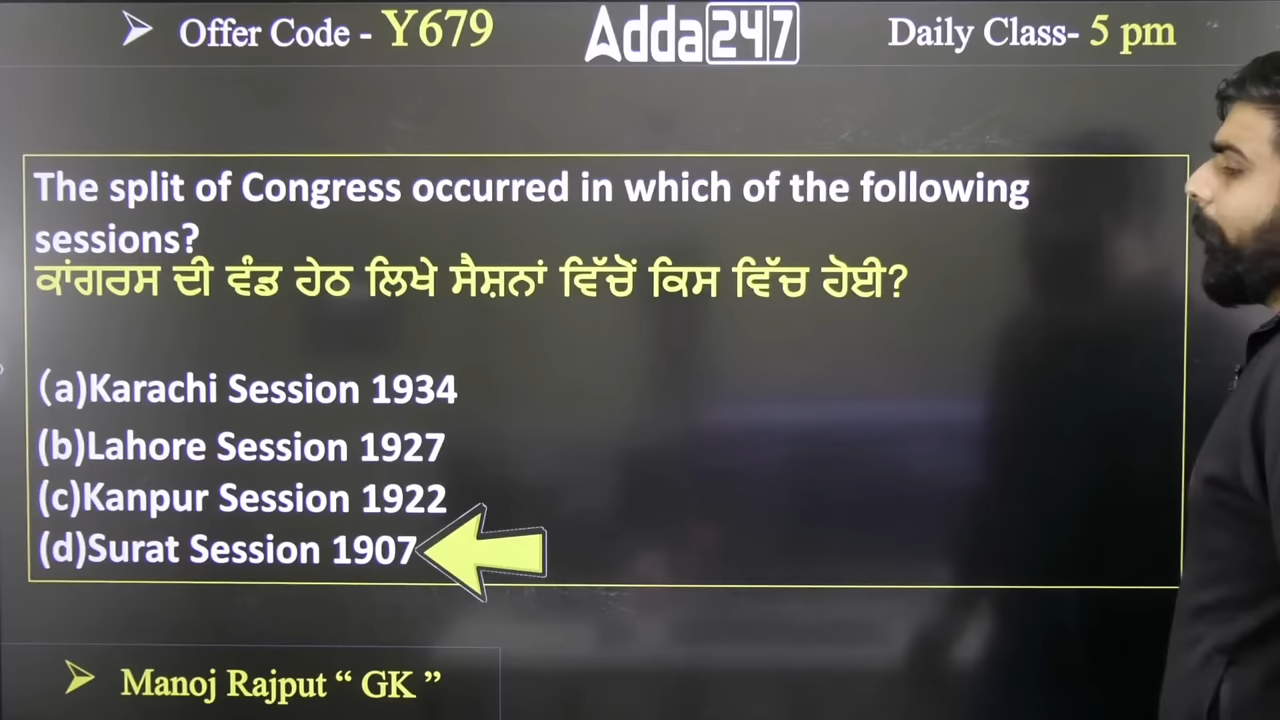 Offer Code - Y679
Adda247
Daily Class- 5 pm
The split of Congress occurred in which of the following
sessions?
ਕਾਂਗਰਸ ਦੀ ਵੰਡ ਹੇਠ ਲਿਖੇ ਸੈਸ਼ਨਾਂ ਵਿੱਚੋਂ ਕਿਸ ਵਿੱਚ ਹੋਈ?
(a)Karachi Session 1934
(b)Lahore Session 1927
(c)Kanpur Session 1922
(d)Surat Session 1907
Manoj Rajput “ GK ”